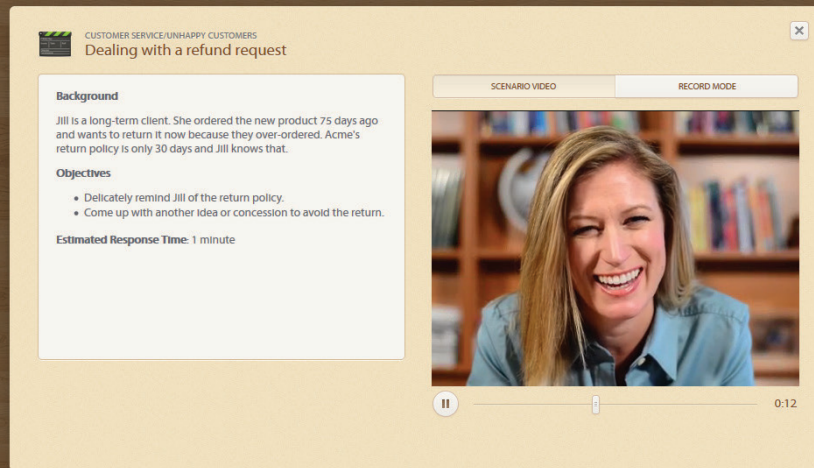 CUSTOMER SERVICE/UNHAPPY CUSTOMERS
Dealing with a refund request
Background
Jill is a long-term client. She ordered the new product 75 days ago
and wants to return it now because they over-ordered. Acme's
return policy is only 30 days and Jill knows that.
Objectives
• Delicately remind Jill of the return policy.
• Come up with another idea or concession to avoid the return.
Estimated Response Time: 1 minute
SCENARIO VIDEO
RECORD MODE
0:12